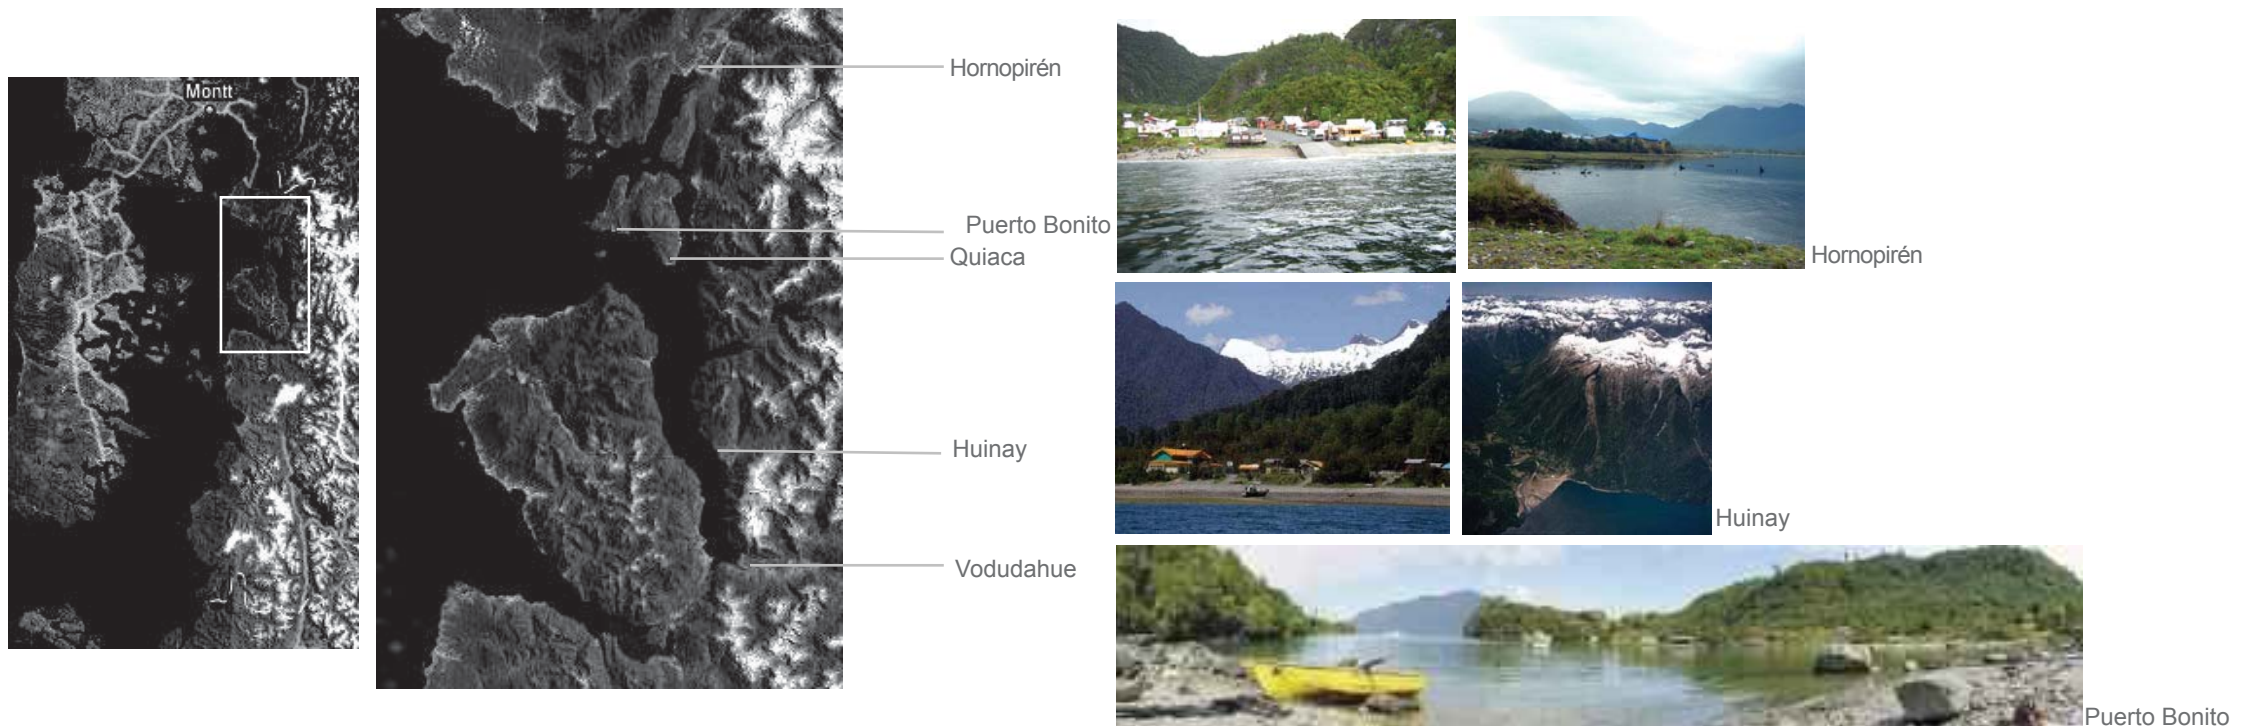 Montt
Hornopirén
Puerto Bonito
Quiaca
Huinay
Vodudahue
Hornopirén
Huinay
Puerto Bonito